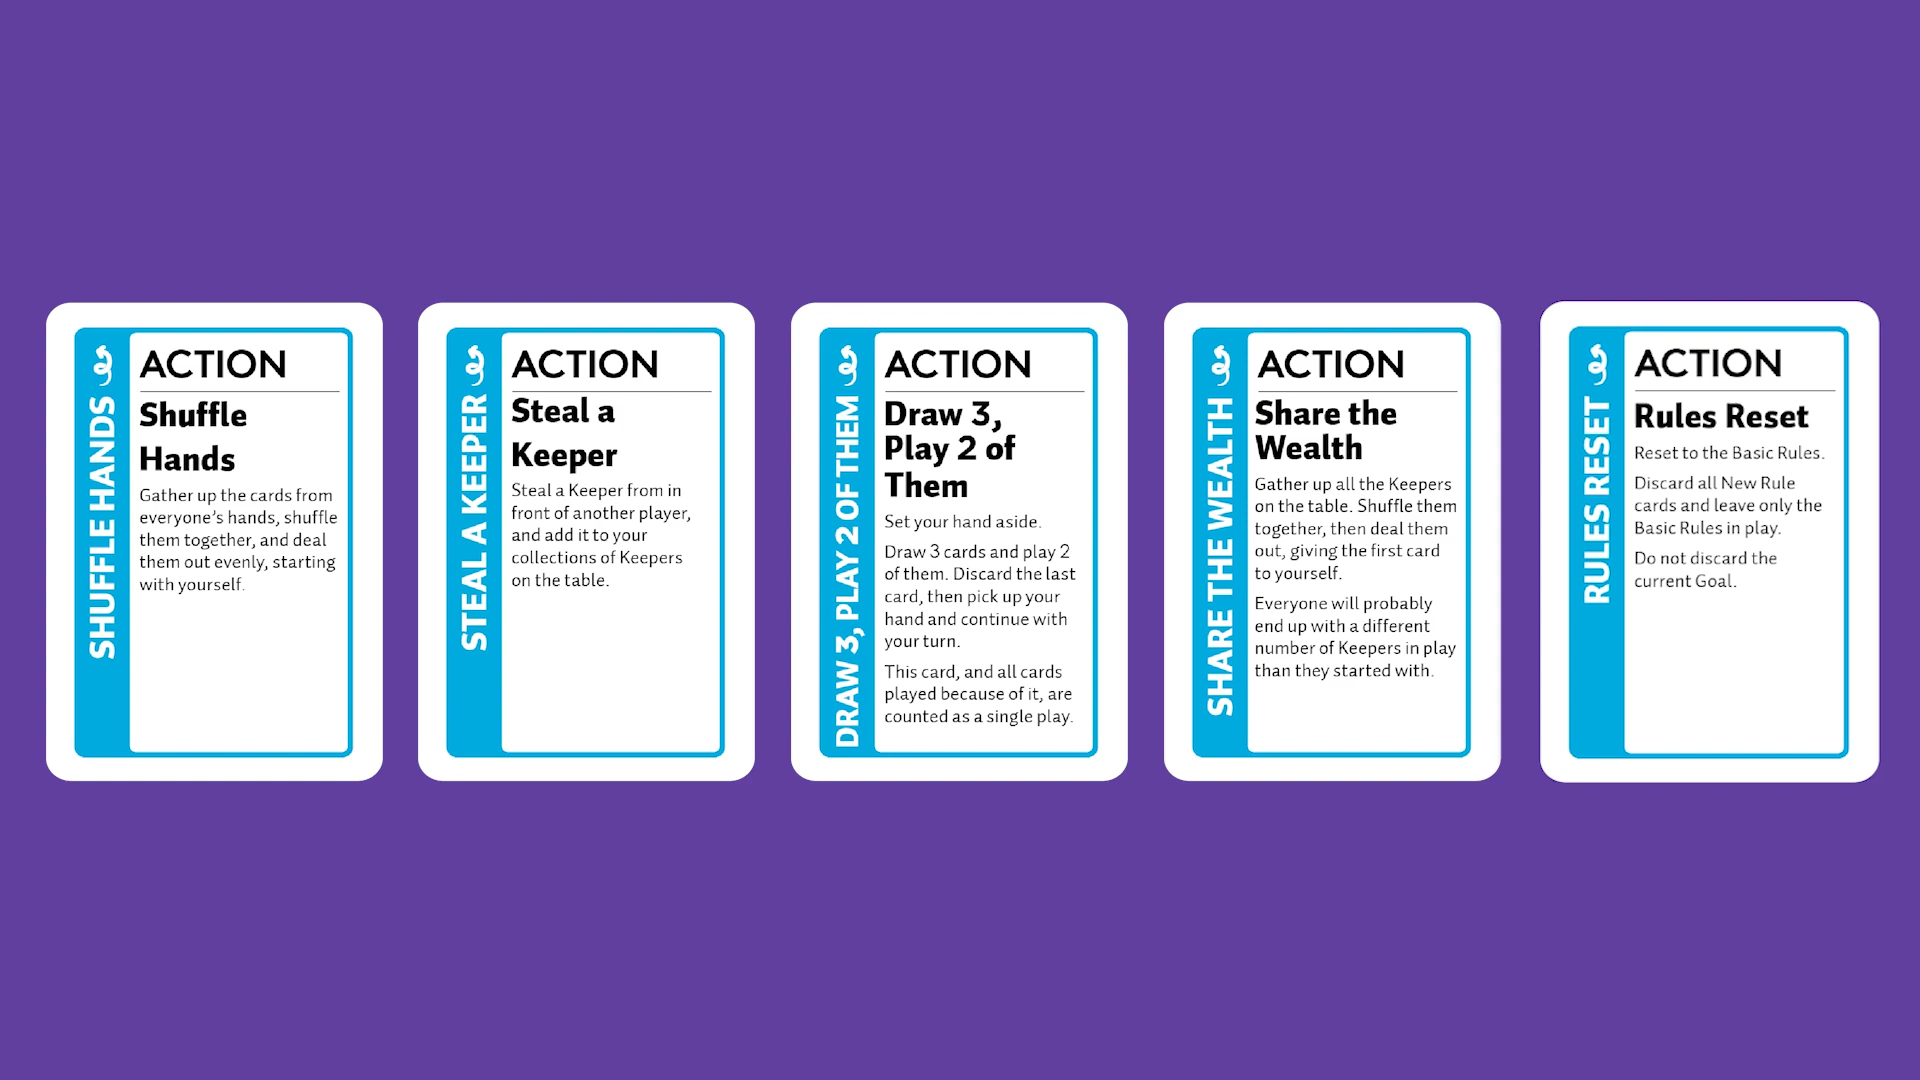 SHUFFLE HANDS
ACTION
Shuffle
Hands
Gather up the cards from
everyone's hands, shuffle
them together, and deal
them out evenly, starting
with yourself.
STEAL A KEEPER
ACTION
Steal a
Keeper
Steal a Keeper from in
front of another player,
and add it to your
collections of Keepers
on the table.
DRAW 3, PLAY 2 OF THEM
ACTION
Draw 3,
Play 2 of
Them
Set your hand aside.
Draw 3 cards and play 2
of them. Discard the last
card, then pick up your
hand and continue with
your turn.
This card, and all cards
played because of it, are
counted as a single play.
SHARE THE WEALTH
ACTION
Share the
Wealth
Gather up all the Keepers
on the table. Shuffle them
together, then deal them
out, giving the first card
to yourself.
Everyone will probably
end up with a different
number of Keepers in play
than they started with.
RULES RESET
ACTION
Rules Reset
Reset to the Basic Rules.
Discard all New Rule
cards and leave only the
Basic Rules in play.
Do not discard the
current Goal.